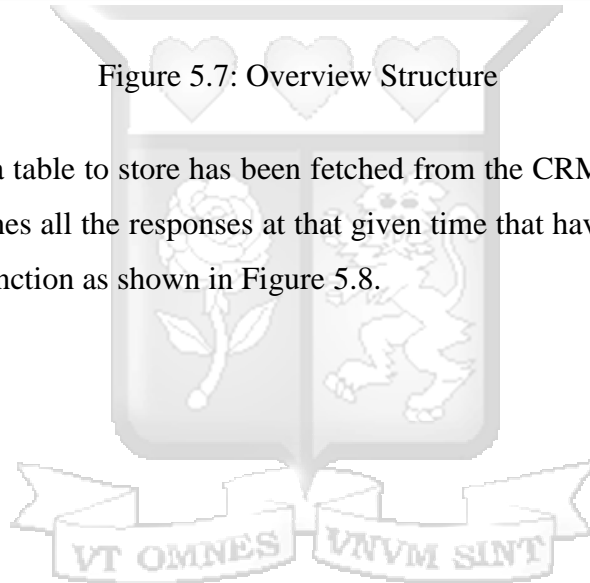 Figure 5.7: Overview Structure
a table to store has been fetched from the CRM
nes all the responses at that given time that hav
nction as shown in Figure 5.8.
VT OMNES VNVM SINT